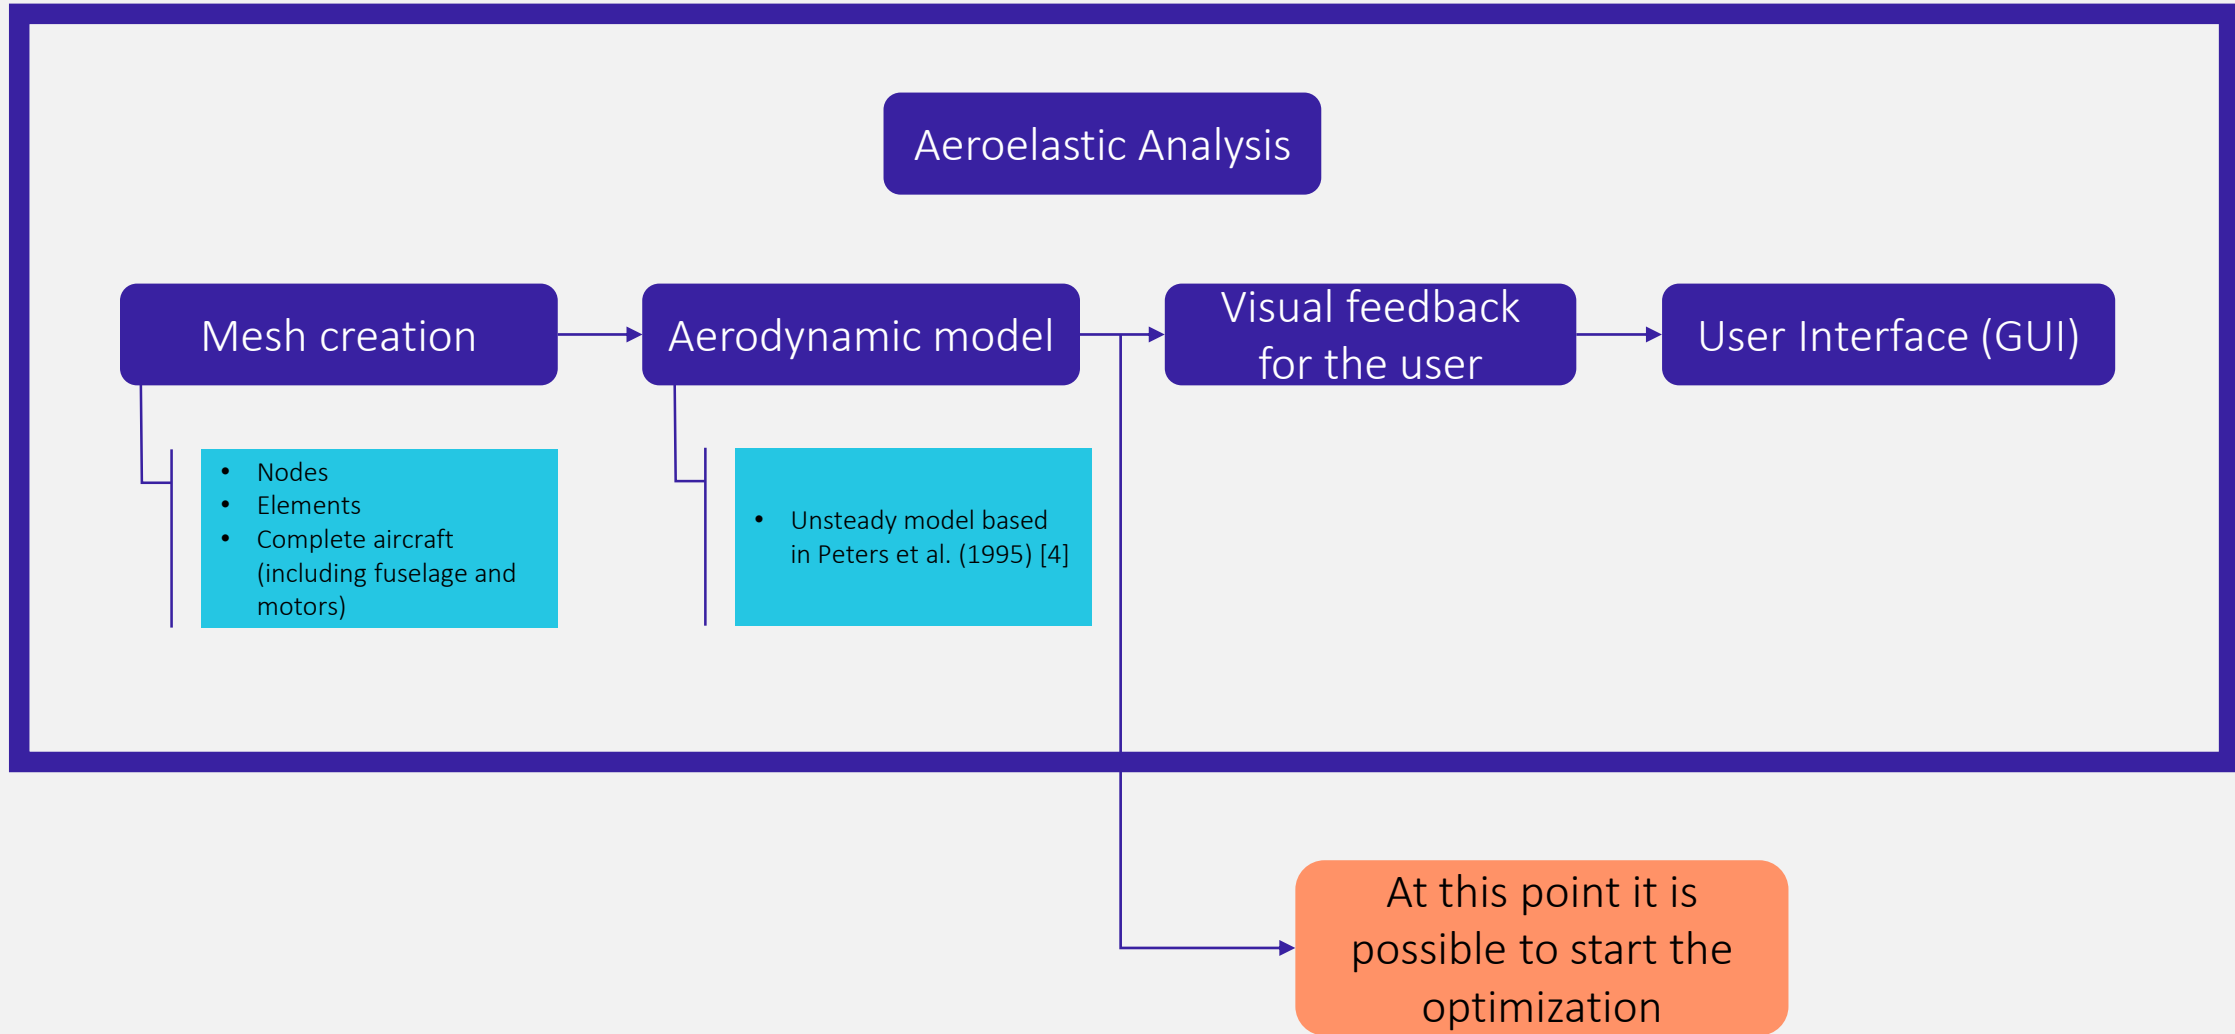 Aeroelastic Analysis
Mesh creation
Aerodynamic model
Visual feedback
for the user
User Interface (GUI)
• Nodes
• Elements
• Complete aircraft
(including fuselage and
motors)
• Unsteady model based
in Peters et al. (1995) [4]
At this point it is
possible to start the
optimization